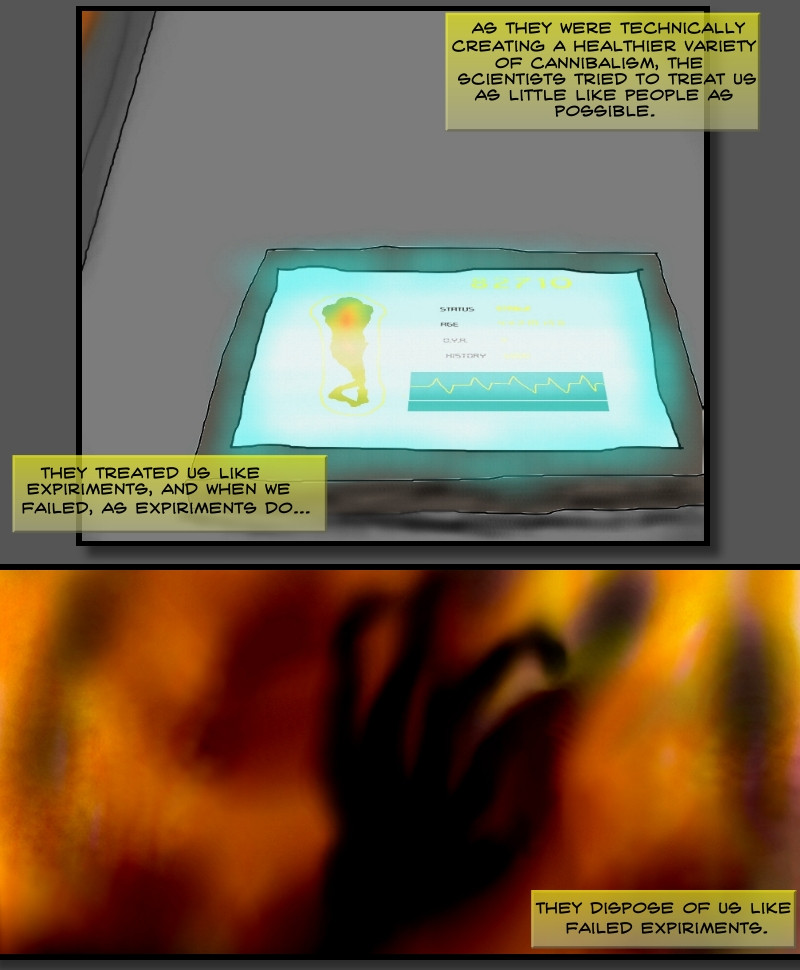 AS THEY WERE TECHNICALLY
CREATING A HEALTHIER VARIETY
OF CANNIBALISM, THE
SCIENTISTS TRIED TO TREAT US
AS LITTLE LIKE PEOPLE AS
POSSIBLE.
82710
STATUS
AGE
D.V.R.
HISTORY
THEY TREATED US LIKE
EXPIRIMENTS, AND WHEN WE
FAILED, AS EXPIRIMENTS DO...
THEY DISPOSE OF US LIKE
FAILED EXPIRIMENTS.